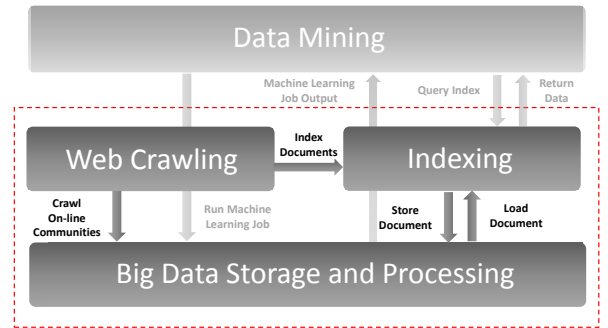 Data Mining
Machine Learning
Job Output
Query Index
Return
Data
Web Crawling
Index
Documents
Indexing
Crawl
On-line
Communities
Run Machine
Learning Job
Store
Document
Load
Document
Big Data Storage and Processing